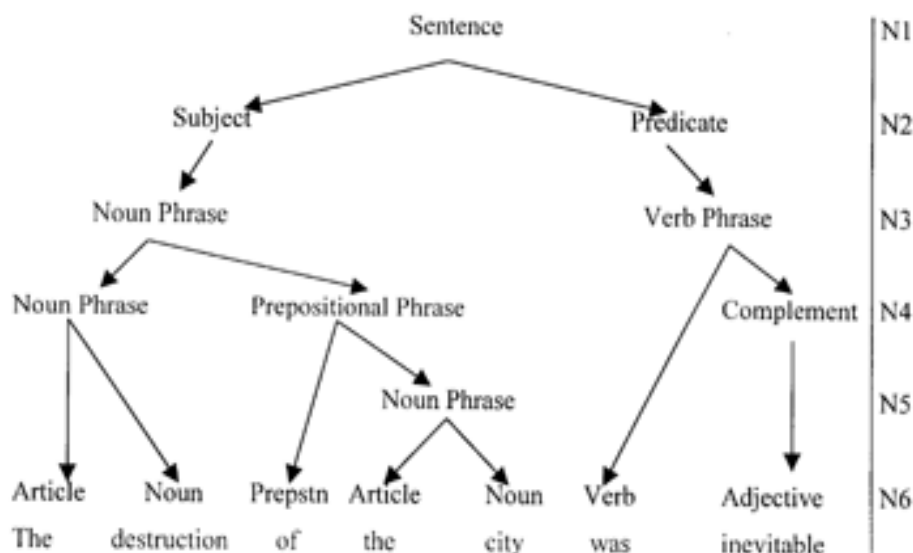 Sentence N1
Subject Predicate N2
Noun Phrase Verb Phrase N3
Noun Phrase Prepositional Phrase Complement N4
Noun Phrase N5
Article Noun Prepstn Article Noun Verb Adjective N6
The destruction of the city was inevitable